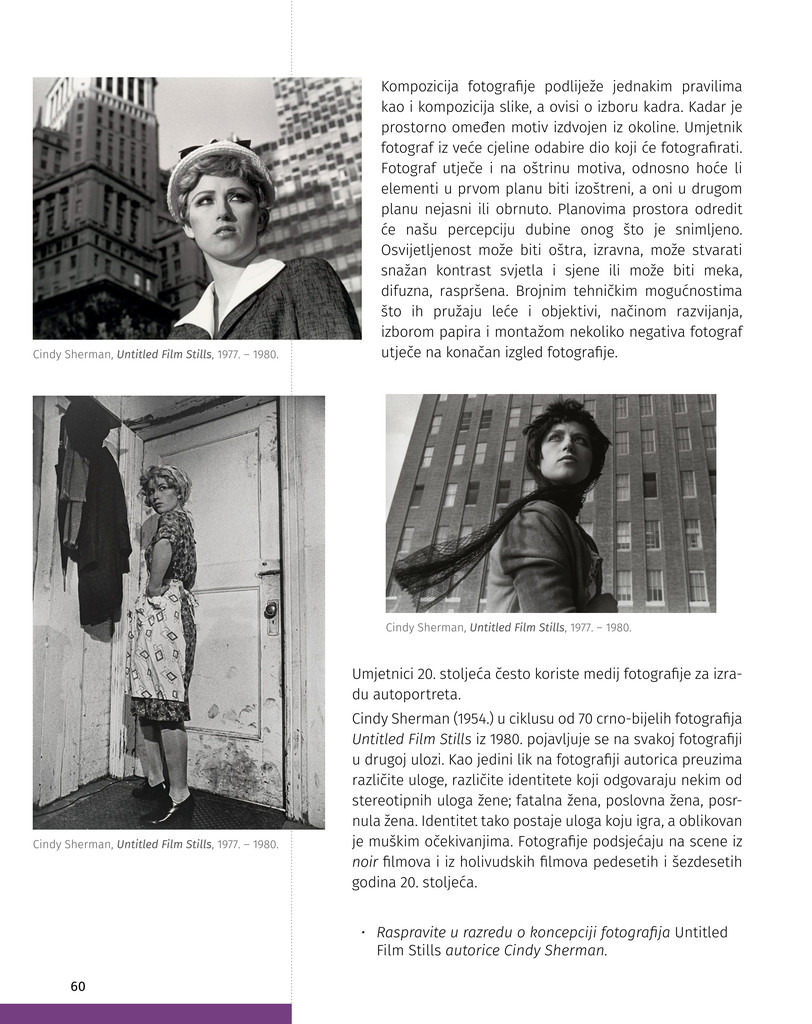 Kompozicija fotografije podliježe jednakim pravilima
kao i kompozicija slike, a ovisi o izboru kadra. Kadar je
prostorno omeđen motiv izdvojen iz okoline. Umjetnik
fotograf iz veće cjeline odabire dio koji će fotografirati.
Fotograf utječe i na oštrinu motiva, odnosno hoće li
elementi u prvom planu biti izoštreni, a oni u drugom
planu nejasni ili obrnuto. Planovima prostora odredit
će našu percepciju dubine onog što je snimljeno.
Osvijetljenost može biti oštra, izravna, može stvarati
snažan kontrast svjetla i sjene ili može biti meka,
difuzna, raspršena. Brojnim tehničkim mogućnostima
što ih pružaju leće i objektivi, načinom razvijanja,
izborom papira i montažom nekoliko negativa fotograf
utječe na konačan izgled fotografije.
Cindy Sherman, Untitled Film Stills, 1977. – 1980.
Cindy Sherman, Untitled Film Stills, 1977. – 1980.
Cindy Sherman, Untitled Film Stills, 1977. – 1980.
Umjetnici 20. stoljeća često koriste medij fotografije za izra-
du autoportreta.
Cindy Sherman (1954.) u ciklusu od 70 crno-bijelih fotografija
Untitled Film Stills iz 1980. pojavljuje se na svakoj fotografiji
u drugoj ulozi. Kao jedini lik na fotografiji autorica preuzima
različite uloge, različite identitete koji odgovaraju nekim od
stereotipnih uloga žene; fatalna žena, poslovna žena, posr-
nula žena. Identitet tako postaje uloga koju igra, a oblikovan
je muškim očekivanjima. Fotografije podsjećaju na scene iz
noir filmova i iz holivudskih filmova pedesetih i šezdesetih
godina 20. stoljeća.
• Raspravite u razredu o koncepciji fotografija Untitled
Film Stills autorice Cindy Sherman.
60